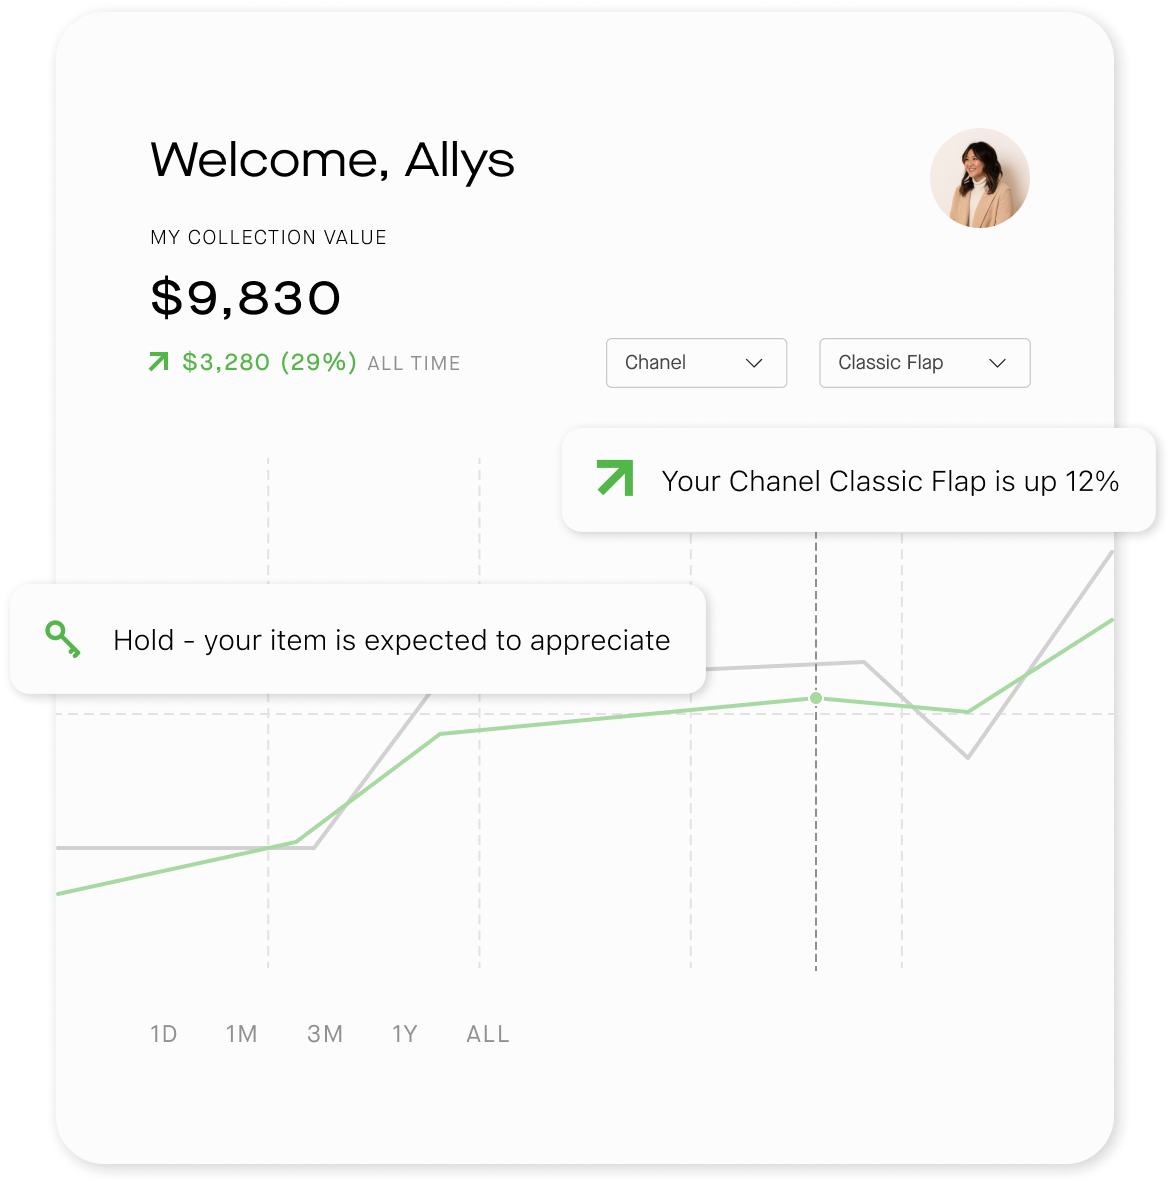 Welcome, Allys
MY COLLECTION VALUE
$9,830
$3,280 (29%) ALL TIME
Chanel
Classic Flap
Your Chanel Classic Flap is up 12%
Hold - your item is expected to appreciate
1D 1M 3M 1Y ALL